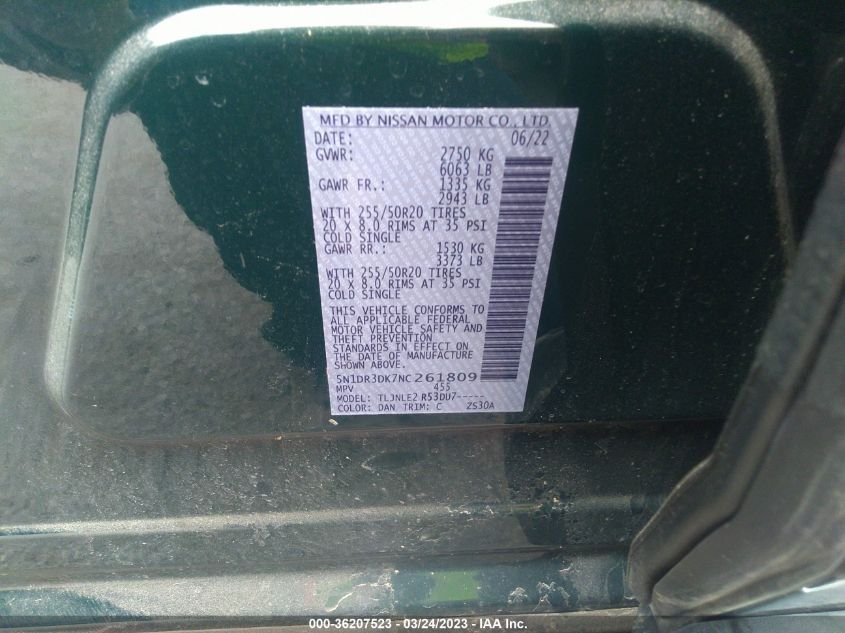 MFD BY NISSAN MOTOR CO., LTD.
DATE: 06/22
GVWR: 2750 KG
6063 LB
GAWR FR.: 1335 KG
2943 LB
WITH 255/50R20 TIRES
20 X 8.0 RIMS AT 35 PSI
COLD SINGLE
GAWR RR.: 1530 KG
3373 LB
WITH 255/50R20 TIRES
20 X 8.0 RIMS AT 35 PSI
COLD SINGLE
THIS VEHICLE CONFORMS TO
ALL APPLICABLE FEDERAL
MOTOR VEHICLE SAFETY AND
THEFT PREVENTION
STANDARDS IN EFFECT ON
THE DATE OF MANUFACTURE
SHOWN ABOVE.
5N1DR3DK7NC261809
MPV 455
MODEL: TLJNLE2 R53DU7-----
COLOR: DAN TRIM: C 2S30A
000-36207523 - 03/24/2023 - IAA Inc.